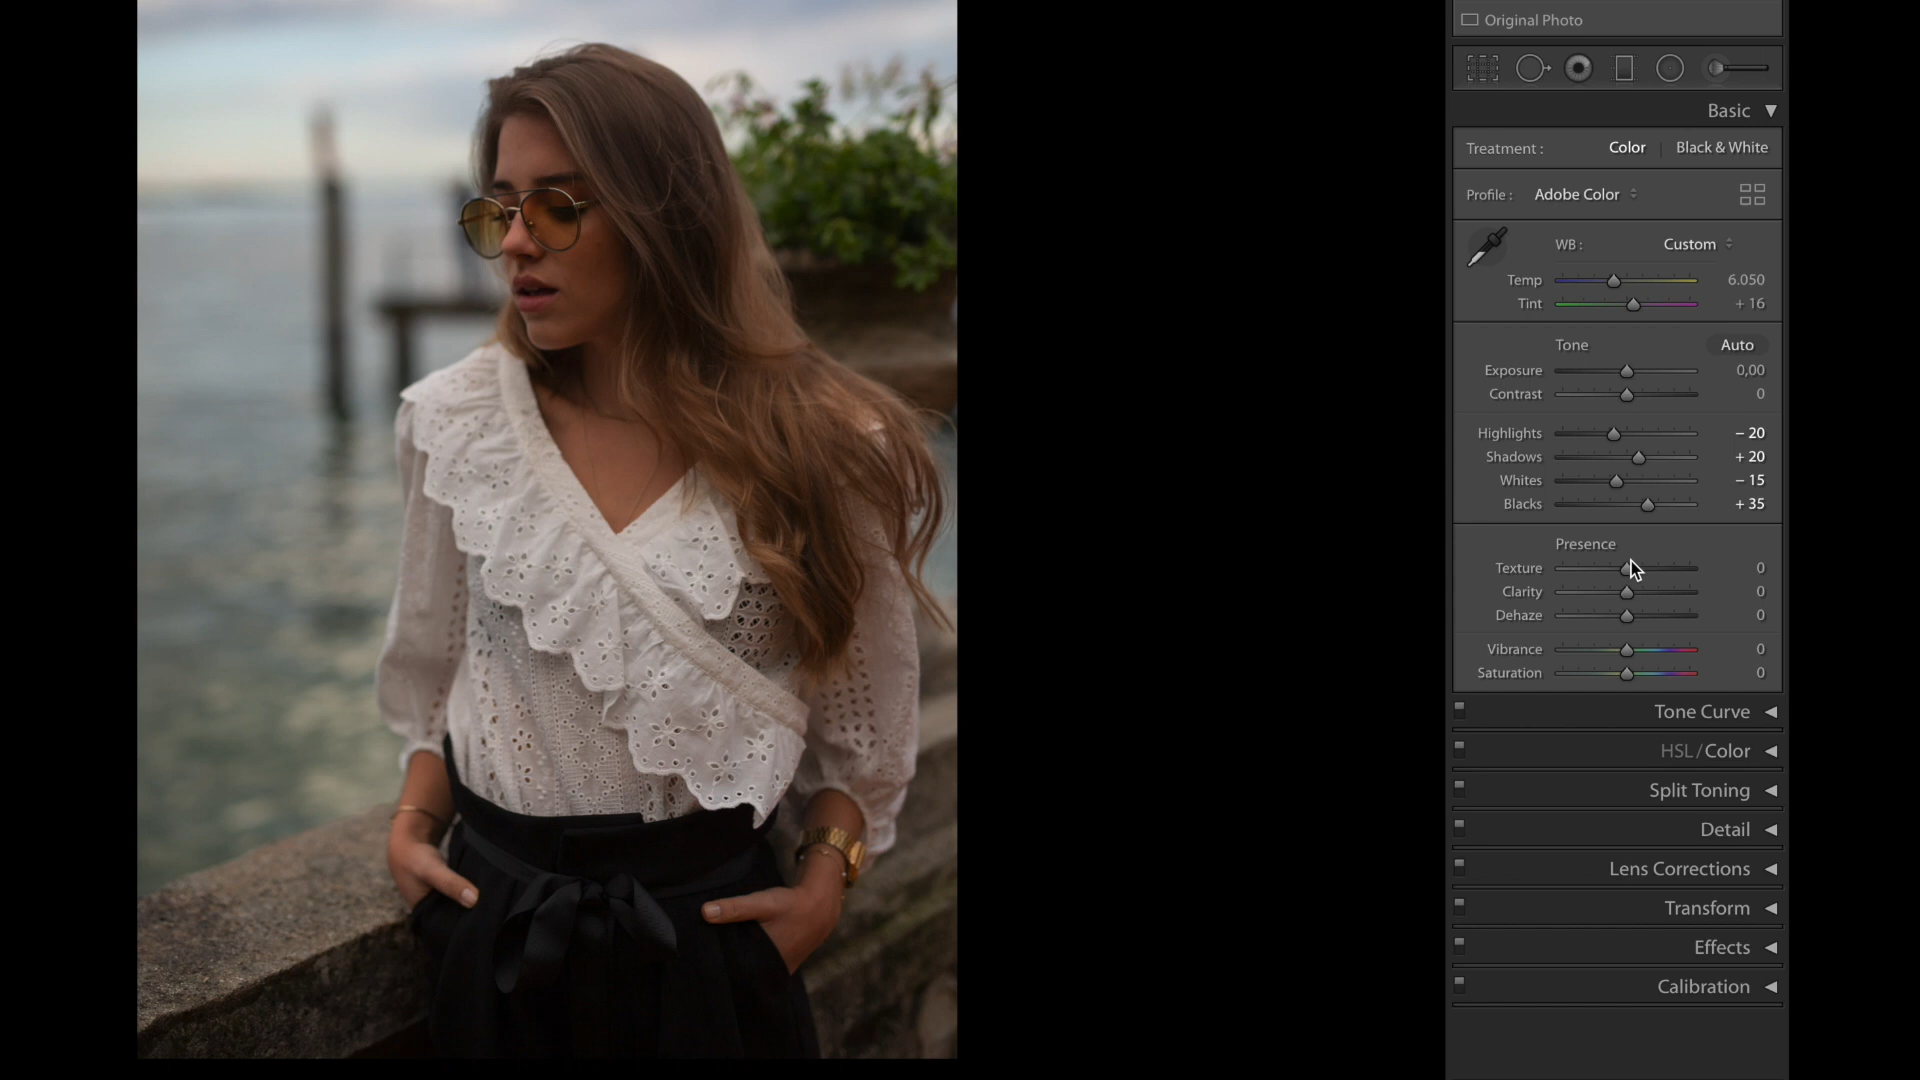 Original Photo
Basic
Treatment : Color Black & White
Profile : Adobe Color
WB : Custom
Temp 6.050
Tint + 16
Tone Auto
Exposure 0,00
Contrast 0
Highlights − 20
Shadows + 20
Whites − 15
Blacks + 35
Presence
Texture 0
Clarity 0
Dehaze 0
Vibrance 0
Saturation 0
Tone Curve
HSL / Color
Split Toning
Detail
Lens Corrections
Transform
Effects
Calibration